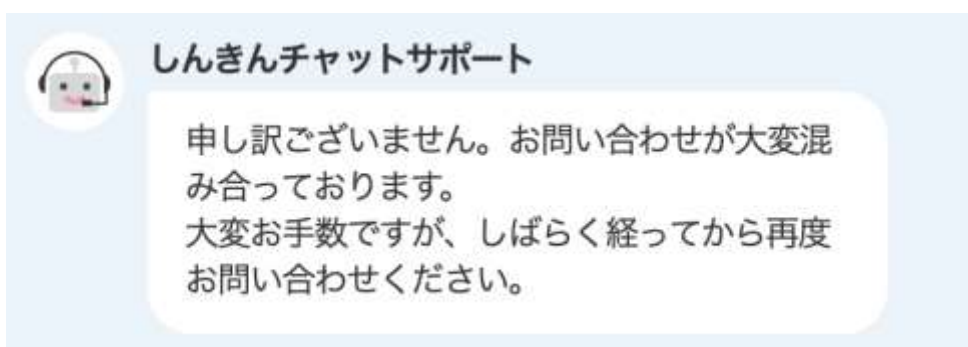 しんきんチャットサポート
申し訳ございません。お問い合わせが大変混
み合っております。
大変お手数ですが、しばらく経ってから再度
お問い合わせください。